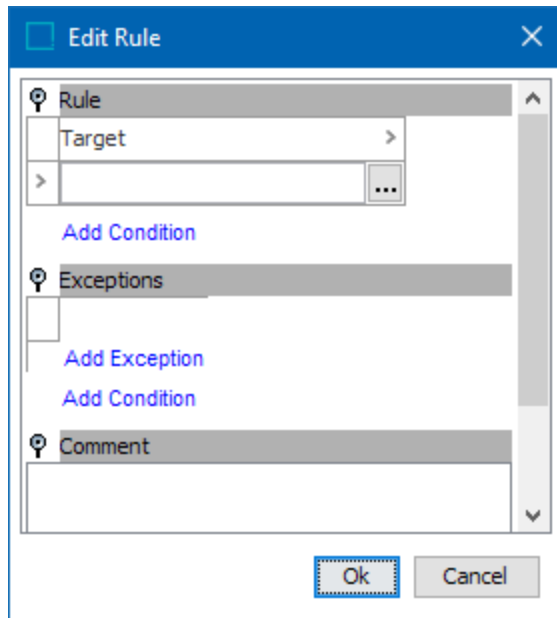 Edit Rule
Rule
Target >
> ...
Add Condition
Exceptions
Add Exception
Add Condition
Comment
Ok Cancel